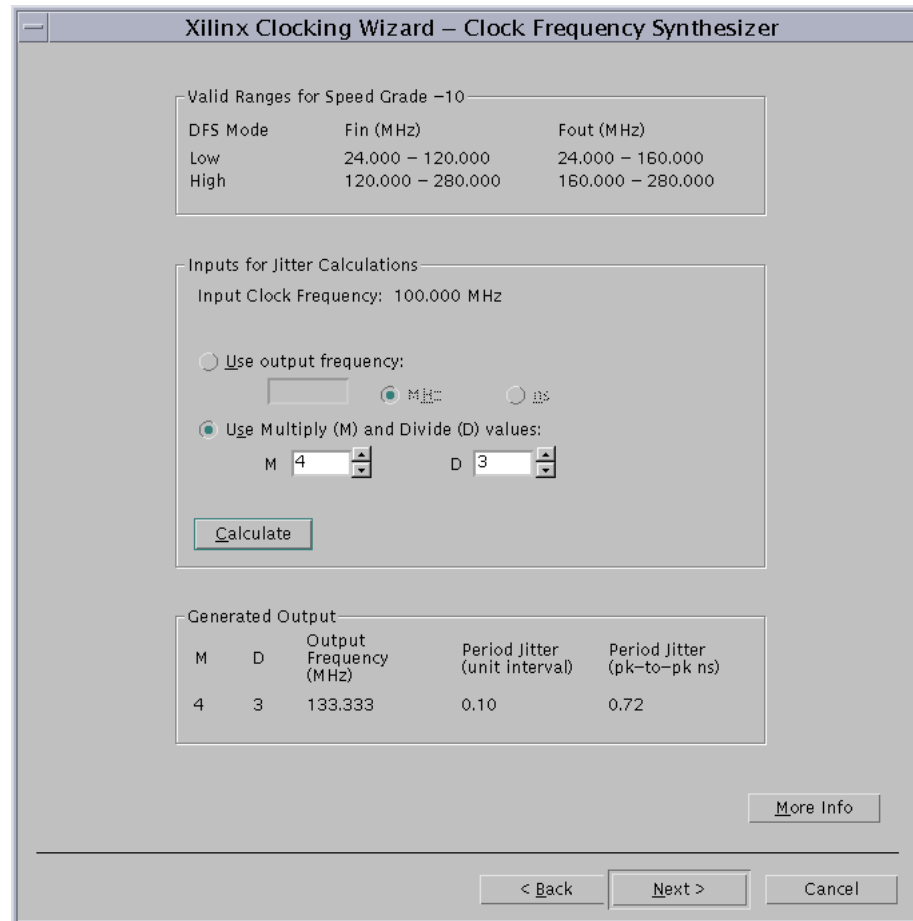 Xilinx Clocking Wizard – Clock Frequency Synthesizer
Valid Ranges for Speed Grade –10
DFS Mode Fin (MHz) Fout (MHz)
Low 24.000 – 120.000 24.000 – 160.000
High 120.000 – 280.000 160.000 – 280.000
Inputs for Jitter Calculations
Input Clock Frequency: 100.000 MHz
Use output frequency:
MHz ns
Use Multiply (M) and Divide (D) values:
M 4 D 3
Calculate
Generated Output
M D Output Frequency (MHz) Period Jitter (unit interval) Period Jitter (pk–to–pk ns)
4 3 133.333 0.10 0.72
More Info
< Back Next > Cancel